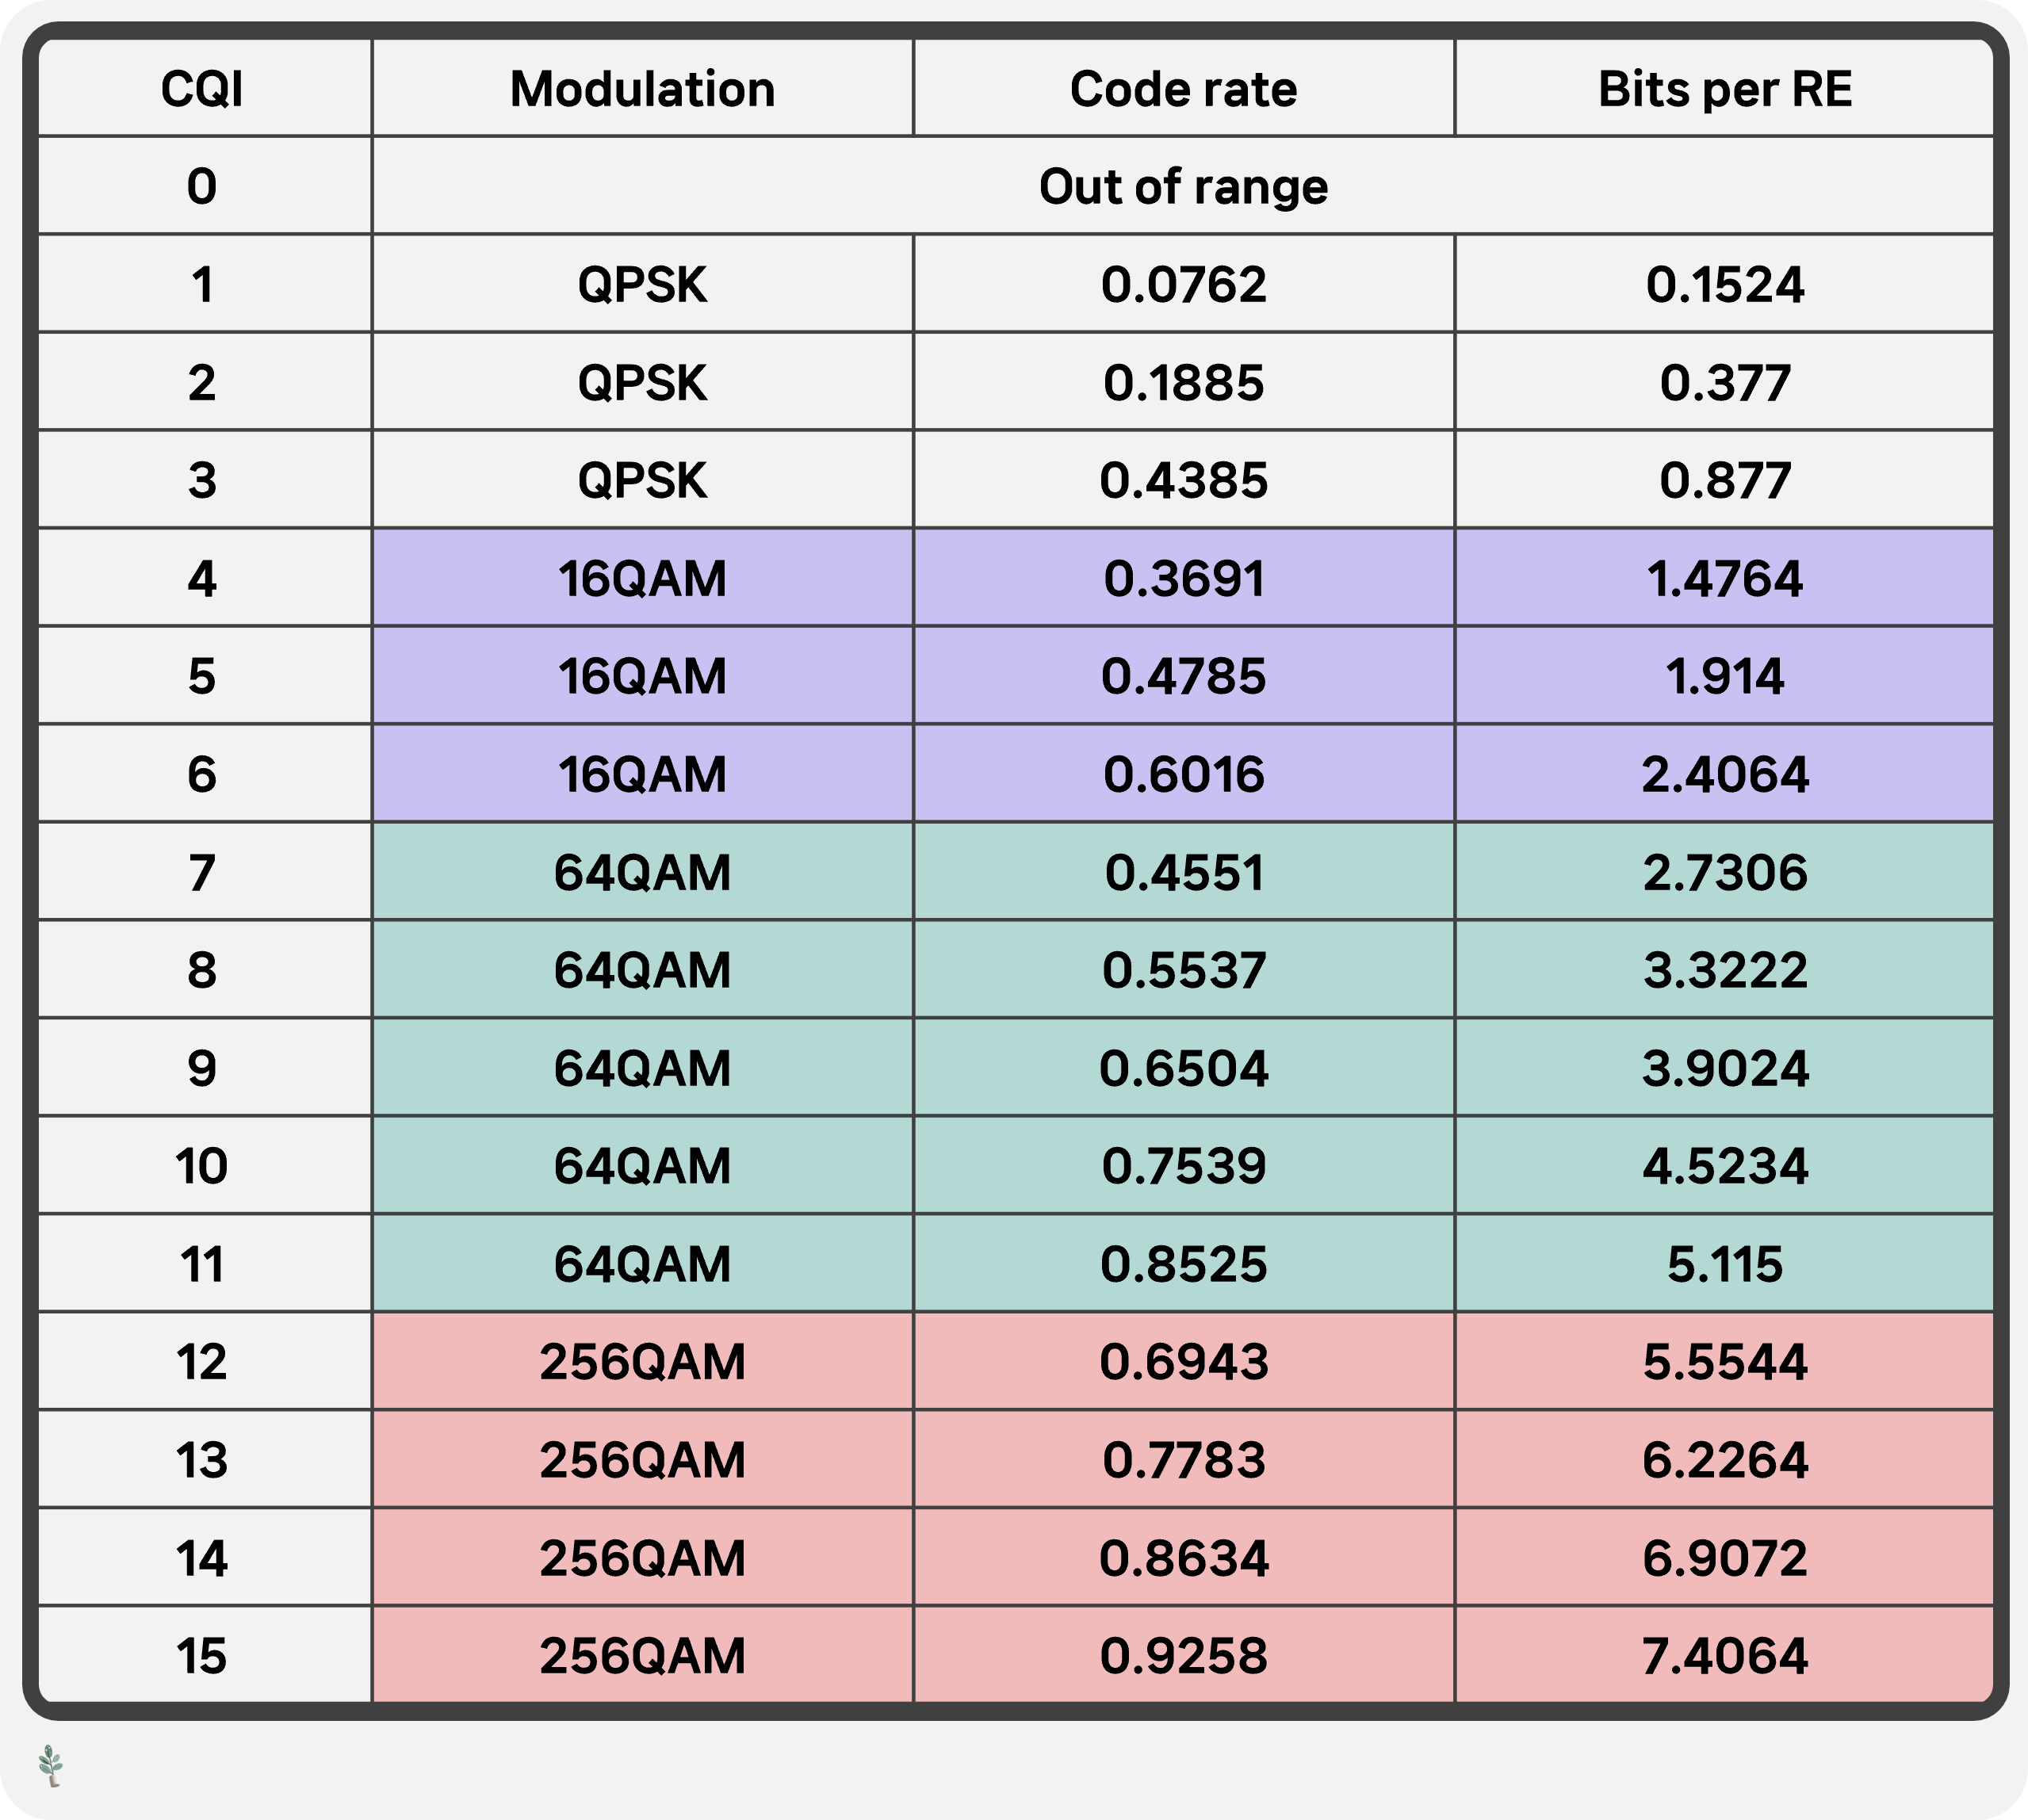 CQI Modulation Code rate Bits per RE
0 Out of range
1 QPSK 0.0762 0.1524
2 QPSK 0.1885 0.377
3 QPSK 0.4385 0.877
4 16QAM 0.3691 1.4764
5 16QAM 0.4785 1.914
6 16QAM 0.6016 2.4064
7 64QAM 0.4551 2.7306
8 64QAM 0.5537 3.3222
9 64QAM 0.6504 3.9024
10 64QAM 0.7539 4.5234
11 64QAM 0.8525 5.115
12 256QAM 0.6943 5.5544
13 256QAM 0.7783 6.2264
14 256QAM 0.8634 6.9072
15 256QAM 0.9258 7.4064